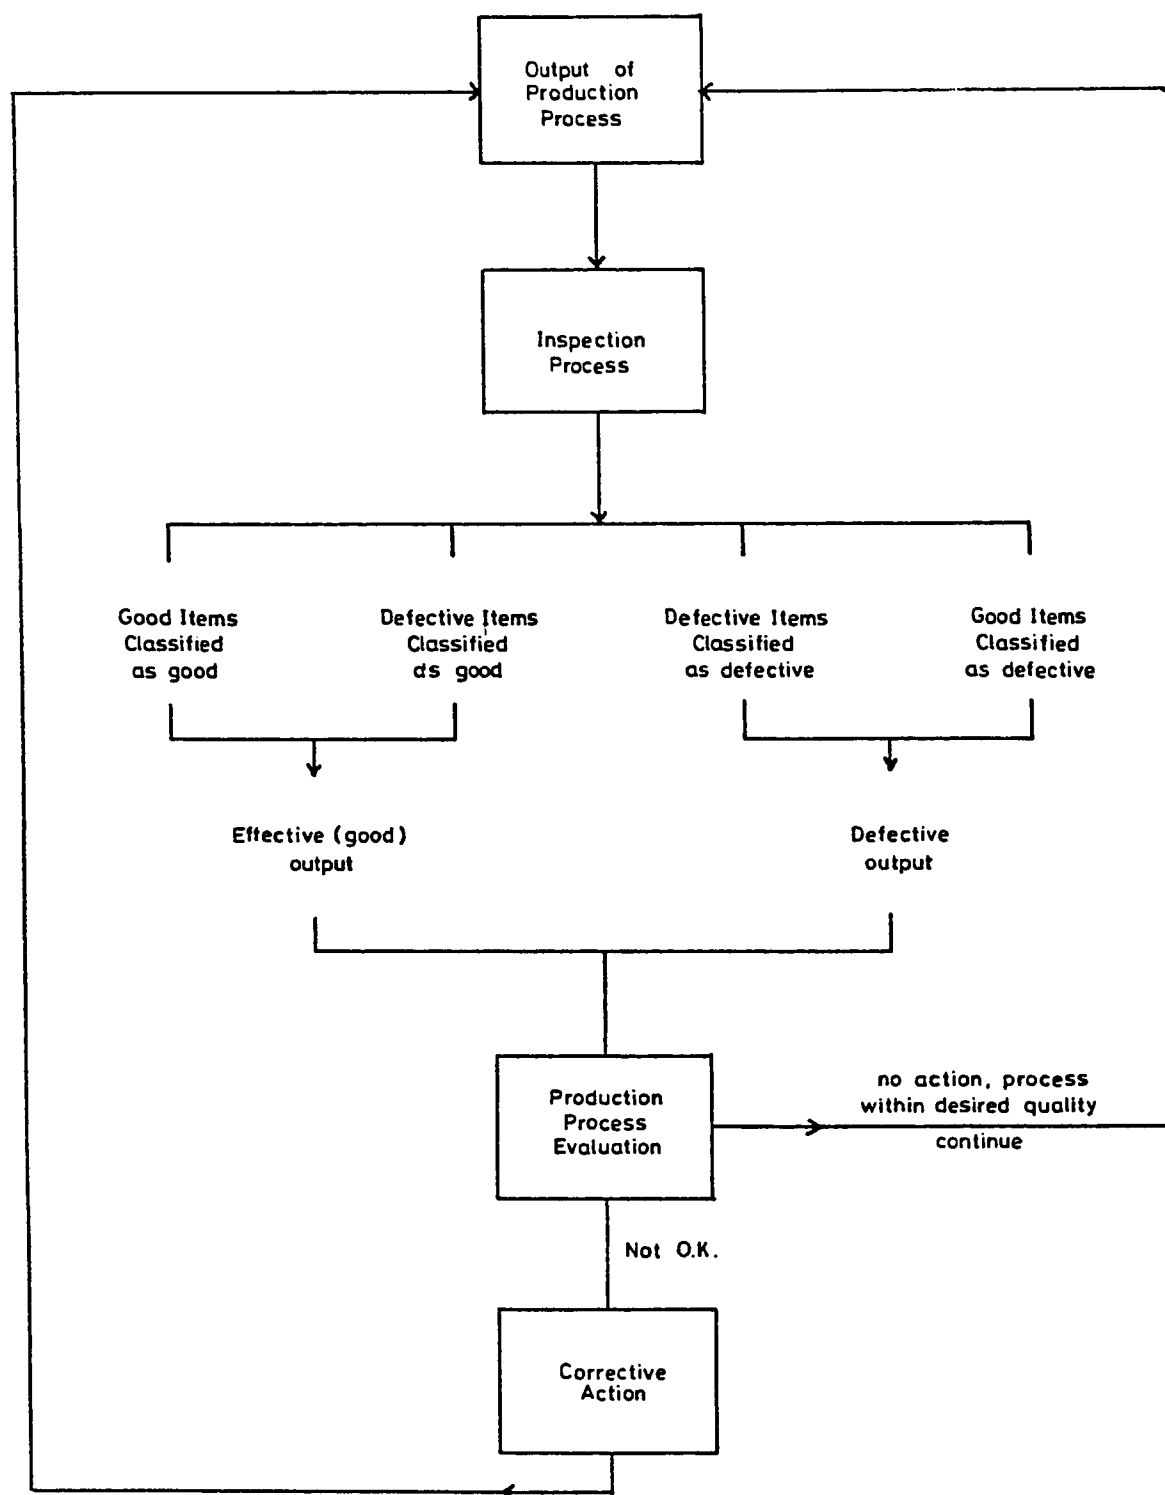 Output of
Production
Process
Inspection
Process
Good Items
Classified
as good
Defective Items
Classified
as good
Defective Items
Classified
as defective
Good Items
Classified
as defective
Effective (good)
output
Defective
output
Production
Process
Evaluation
no action, process
within desired quality
continue
Not O.K.
Corrective
Action